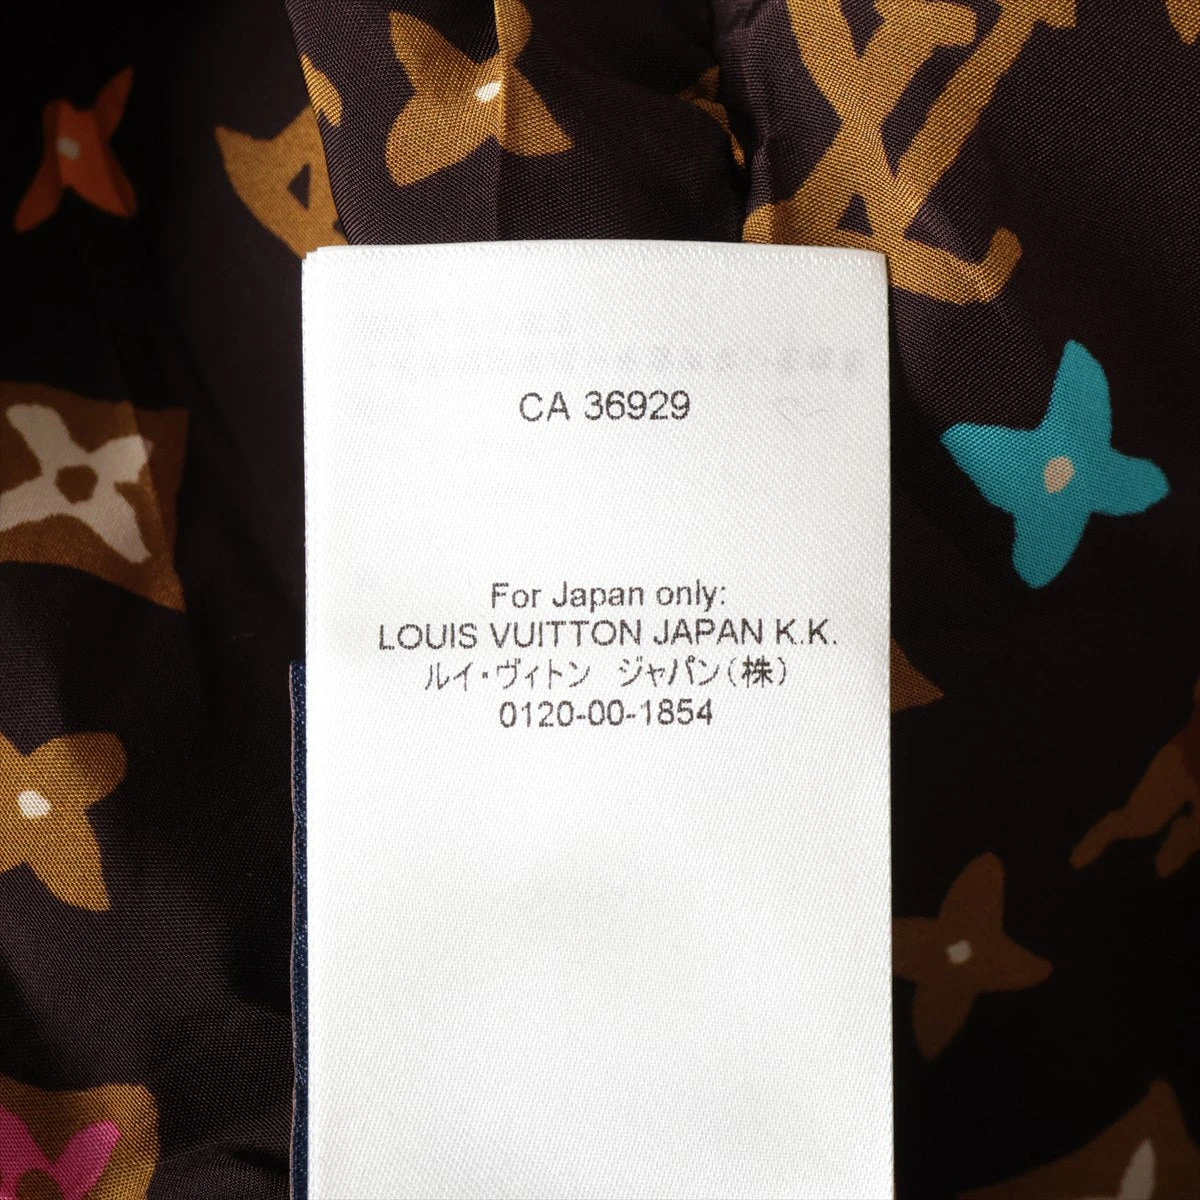 CA 36929
For Japan only:
LOUIS VUITTON JAPAN K.K.
ルイ・ヴィトン ジャパン(株)
0120-00-1854